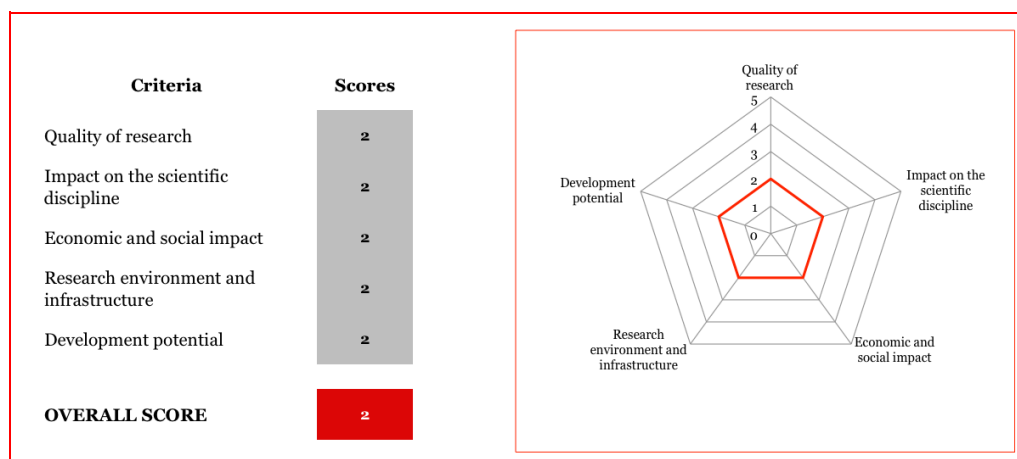 Criteria Scores
Quality of research 2
Impact on the scientific
discipline 2
Economic and social impact 2
Research environment and
infrastructure 2
Development potential 2
OVERALL SCORE 2
Quality of
research
5
4
3
2
1
0
Impact on the
scientific
discipline
Economic and
social impact
Research
environment and
infrastructure
Development
potential